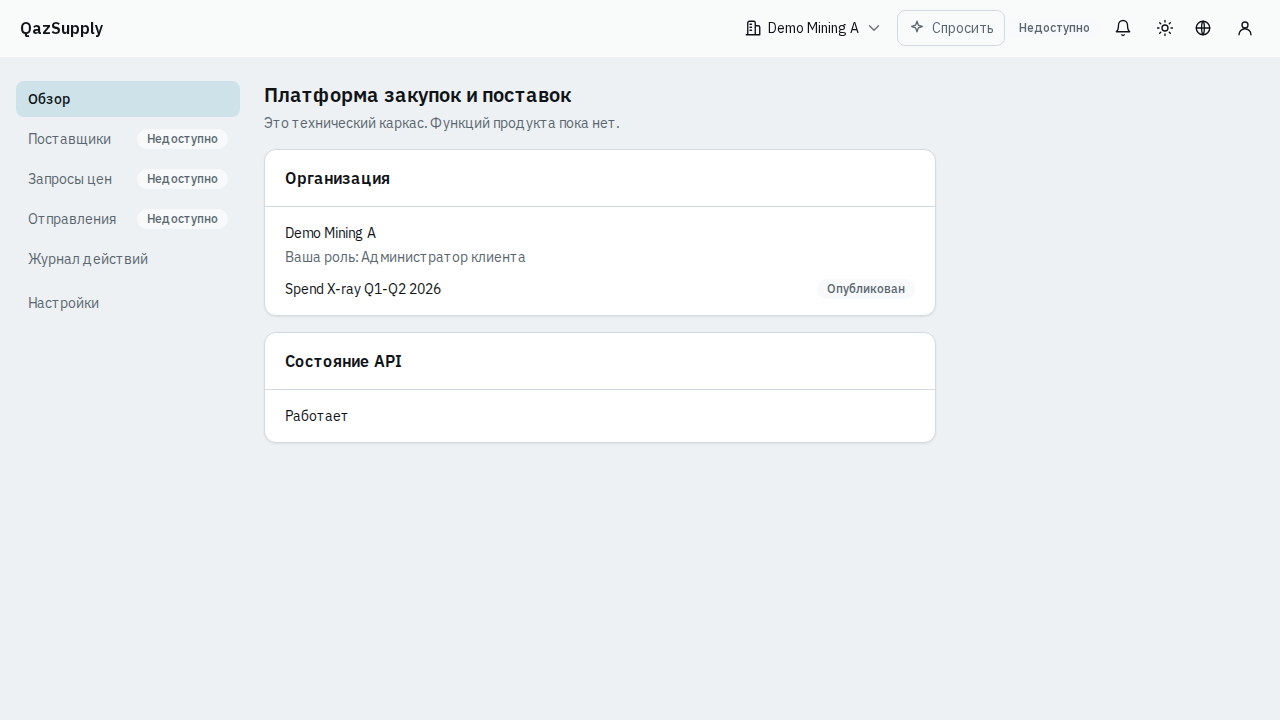 QazSupply
Demo Mining A
Спросить
Недоступно
Обзор
Поставщики Недоступно
Запросы цен Недоступно
Отправления Недоступно
Журнал действий
Настройки
Платформа закупок и поставок
Это технический каркас. Функций продукта пока нет.
Организация
Demo Mining A
Ваша роль: Администратор клиента
Spend X-ray Q1-Q2 2026 Опубликован
Состояние API
Работает